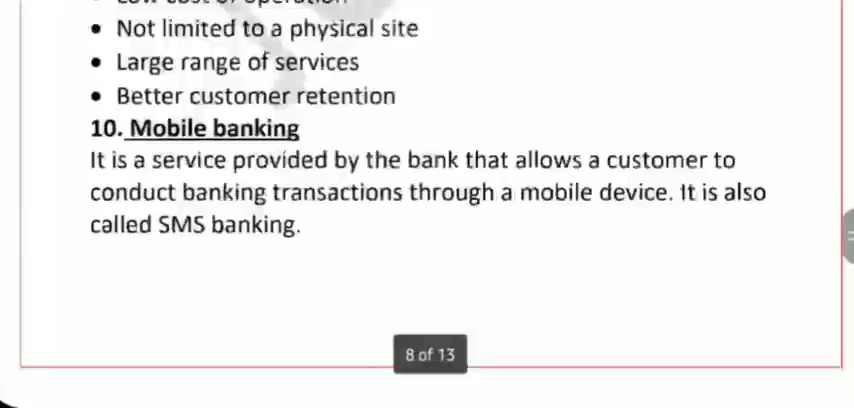 • Not limited to a physical site
• Large range of services
• Better customer retention
10. Mobile banking
It is a service provided by the bank that allows a customer to
conduct banking transactions through a mobile device. It is also
called SMS banking.
8 of 13